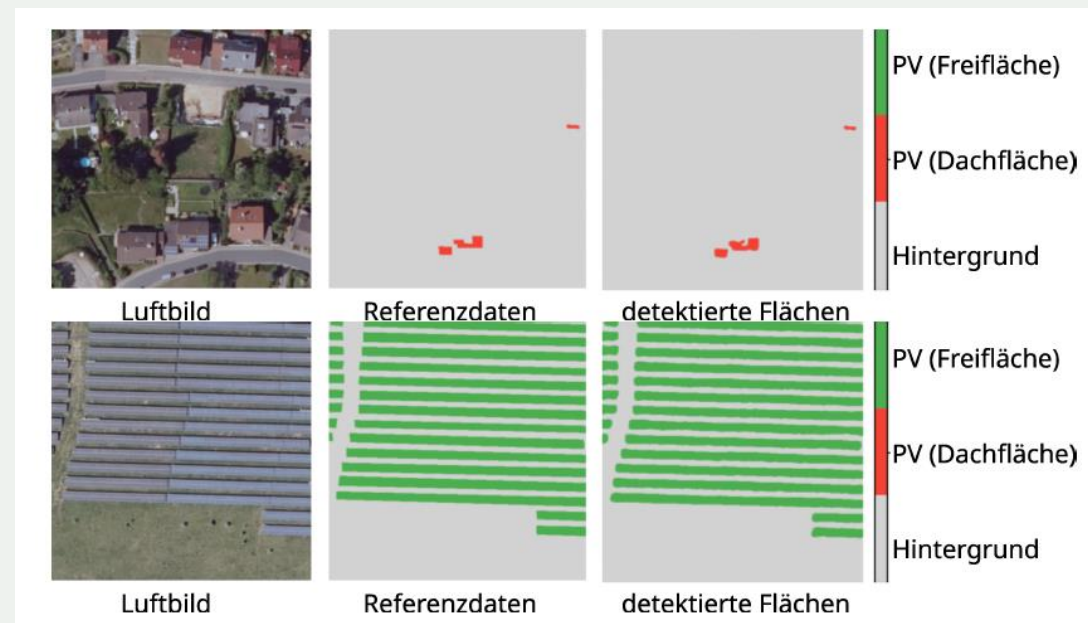 PV (Freifläche)
PV (Dachfläche)
Hintergrund
Luftbild
Referenzdaten
detektierte Flächen
PV (Freifläche)
PV (Dachfläche)
Hintergrund
Luftbild
Referenzdaten
detektierte Flächen